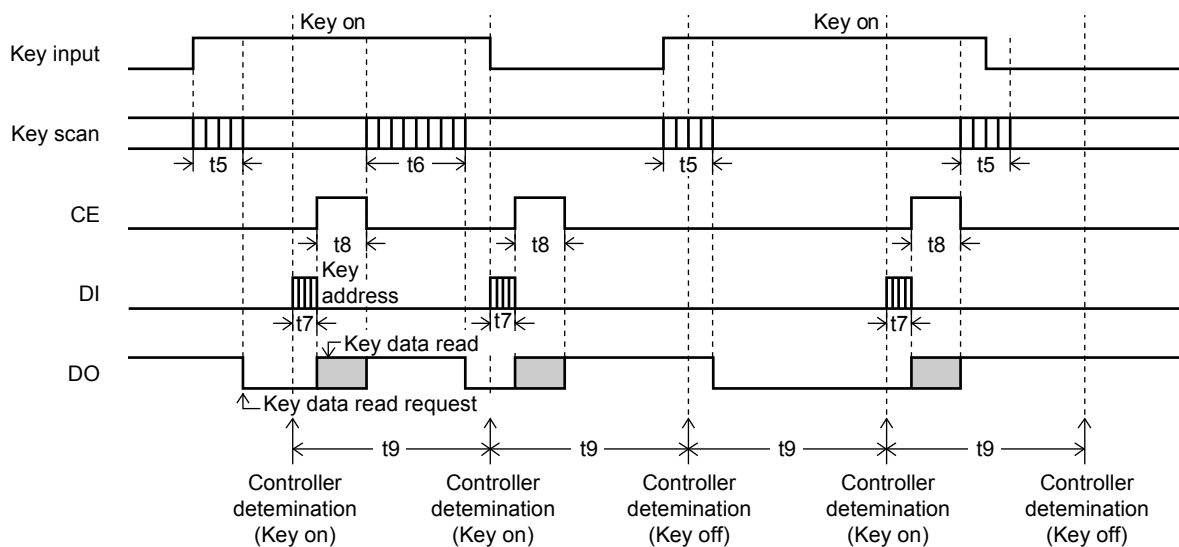 Key on
Key on
Key input
Key scan
t5
t6
t5
t5
CE
t8
t8
t8
DI
Key
address
t7
t7
t7
Key data read
DO
Key data read request
t9
t9
t9
t9
Controller
detemination
(Key on)
Controller
detemination
(Key on)
Controller
detemination
(Key off)
Controller
detemination
(Key on)
Controller
detemination
(Key off)